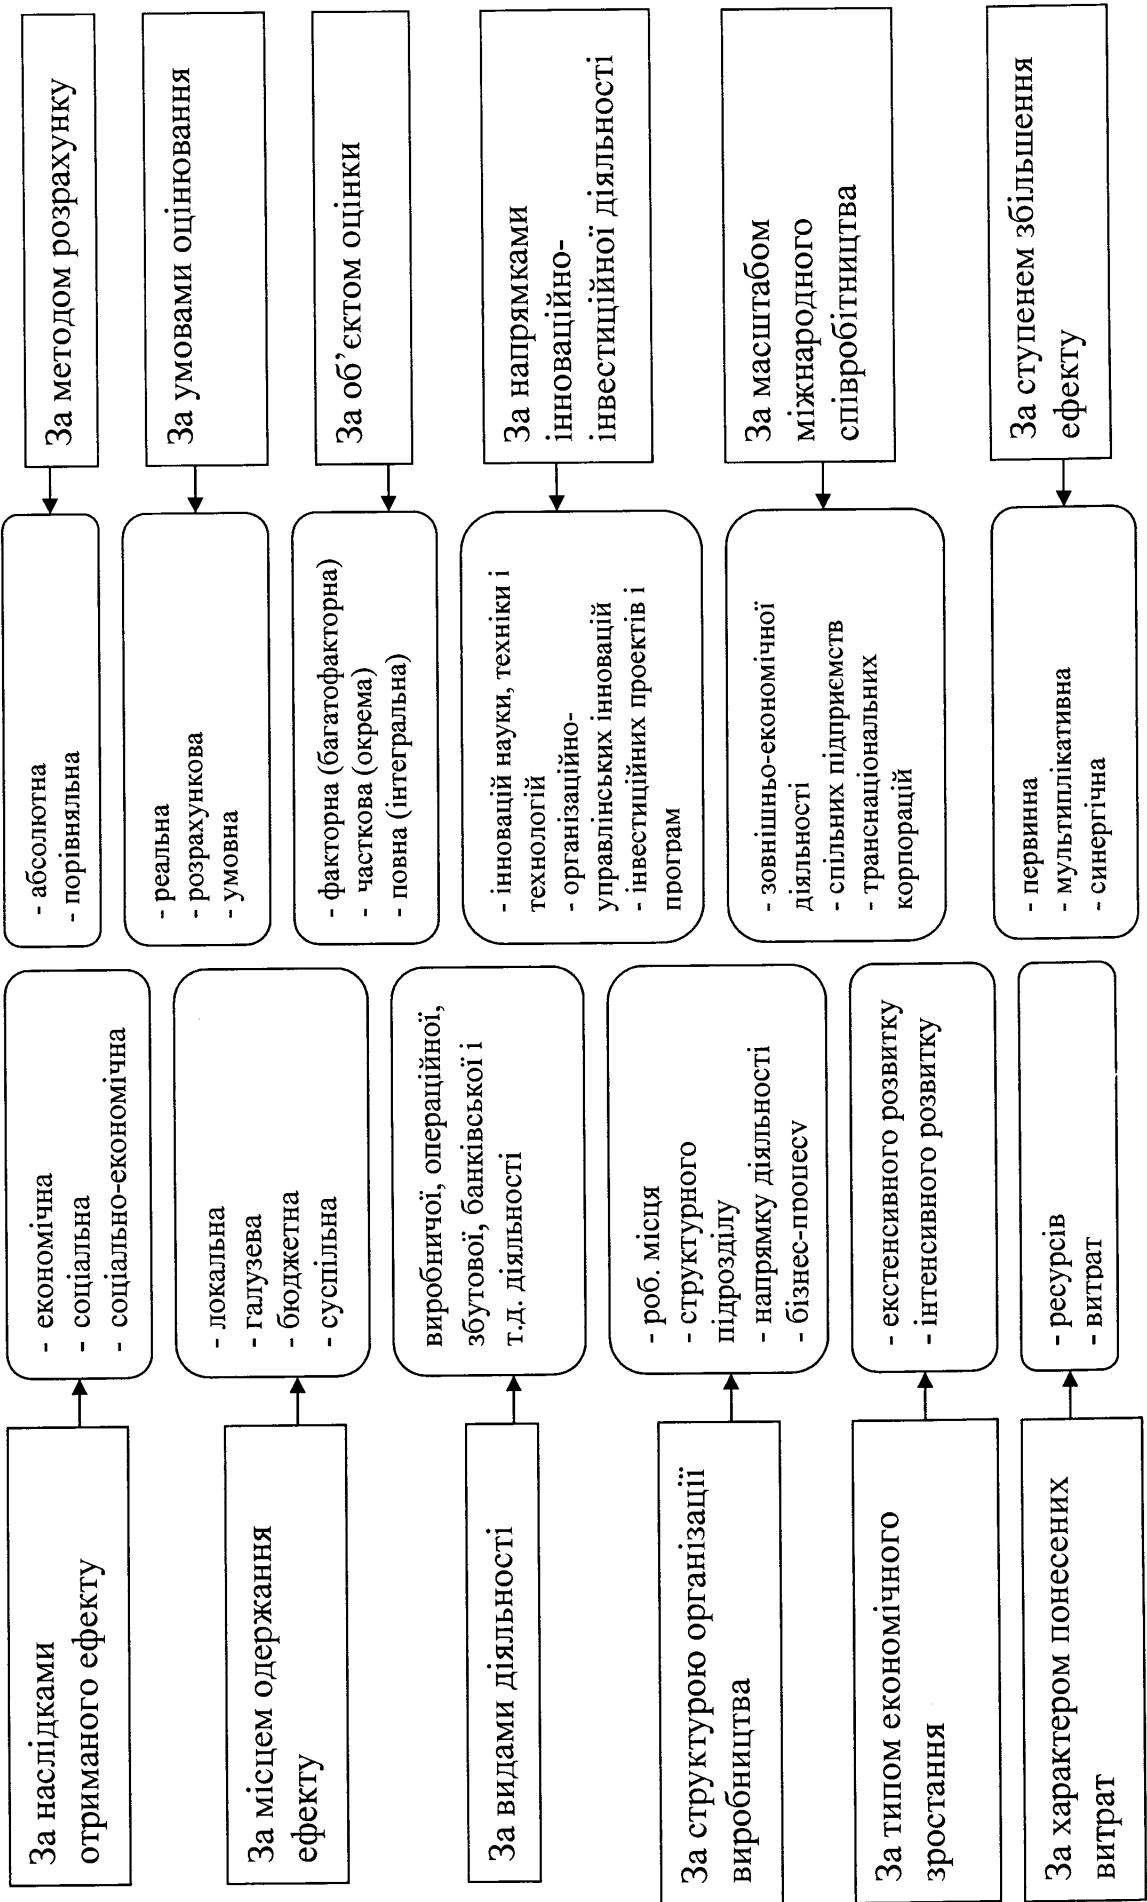 За наслідками
отриманого ефекту
- економічна
- соціальна
- соціально-економічна
За місцем одержання
ефекту
- локальна
- галузева
- бюджетна
- суспільна
За видами діяльності
виробничої, операційної,
збутової, банківської і
т.д. діяльності
За структурою організації
виробництва
- роб. місця
- структурного
підрозділу
- напрямку діяльності
- бізнес-процесу
За типом економічного
зростання
- екстенсивного розвитку
- інтенсивного розвитку
За характером понесених
витрат
- ресурсів
- витрат
- абсолютна
- порівняльна
За методом розрахунку
- реальна
- розрахункова
- умовна
За умовами оцінювання
- факторна (багатофакторна)
- часткова (окрема)
- повна (інтегральна)
За об’єктом оцінки
- інновацій науки, техніки і
технологій
- організаційно-
управлінських інновацій
- інвестиційних проектів і
програм
За напрямками
інноваційно-
інвестиційної діяльності
- зовнішньо-економічної
діяльності
- спільних підприємств
- транснаціональних
корпорацій
За масштабом
міжнародного
співробітництва
- первинна
- мультиплікативна
- синергічна
За ступенем збільшення
ефекту